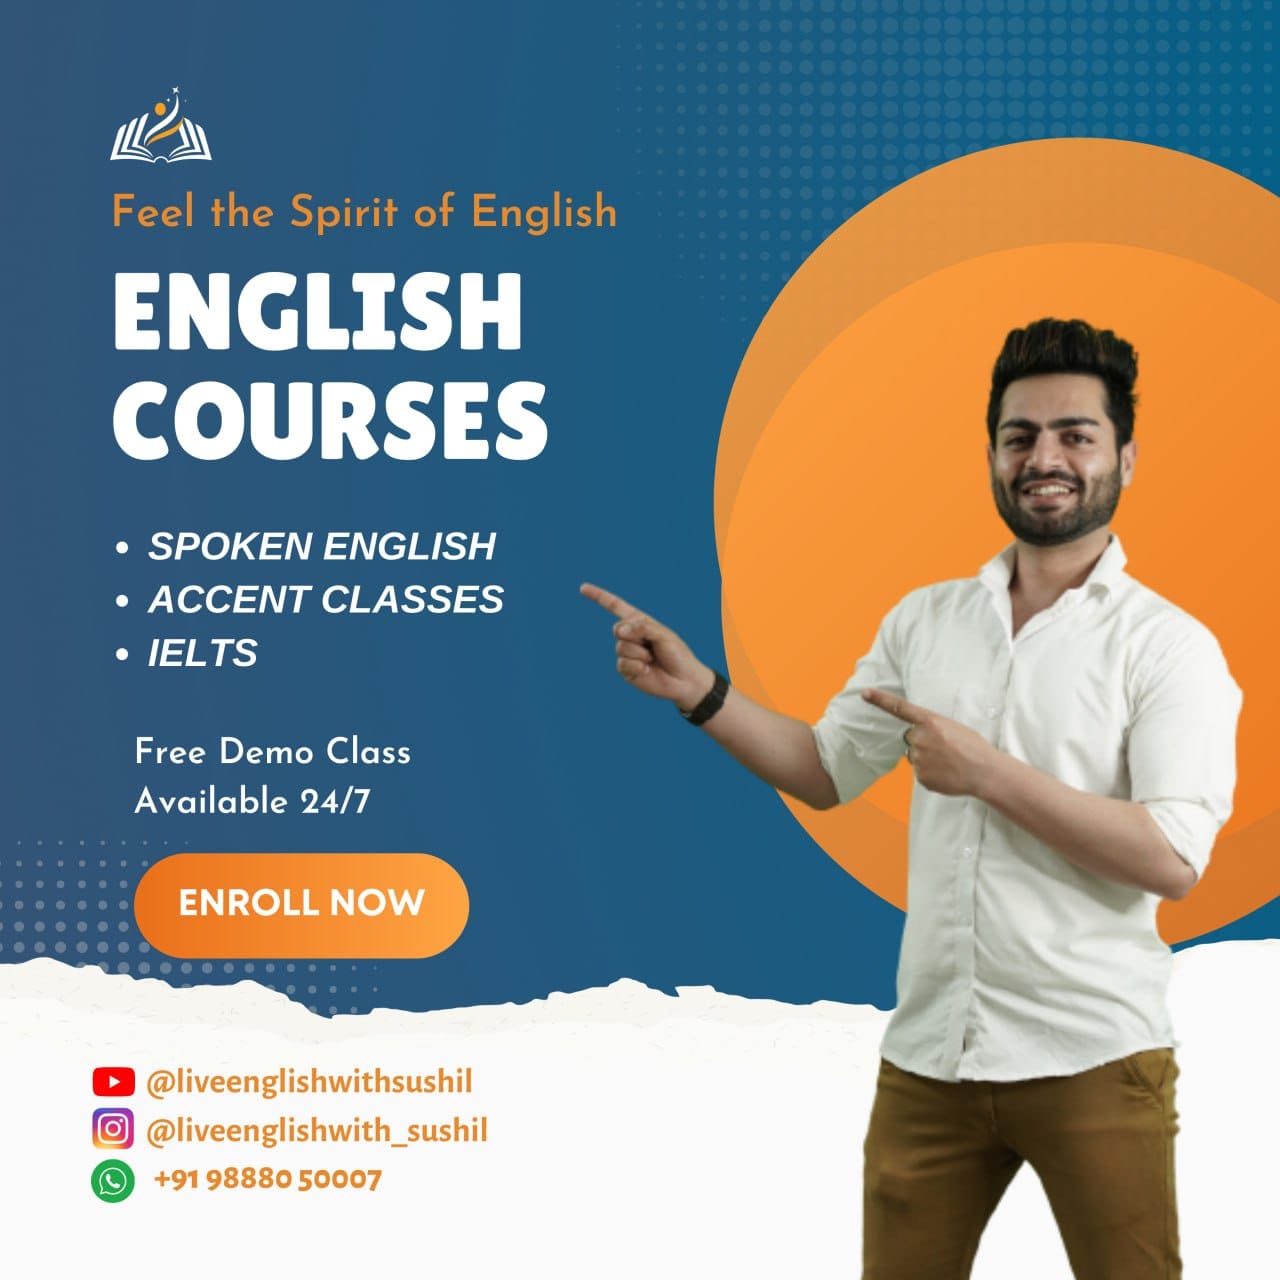 Feel the Spirit of English
ENGLISH
COURSES
• SPOKEN ENGLISH
• ACCENT CLASSES
• IELTS
Free Demo Class
Available 24/7
ENROLL NOW
@liveenglishwithsushil
@liveenglishwith_sushil
+91 98880 50007